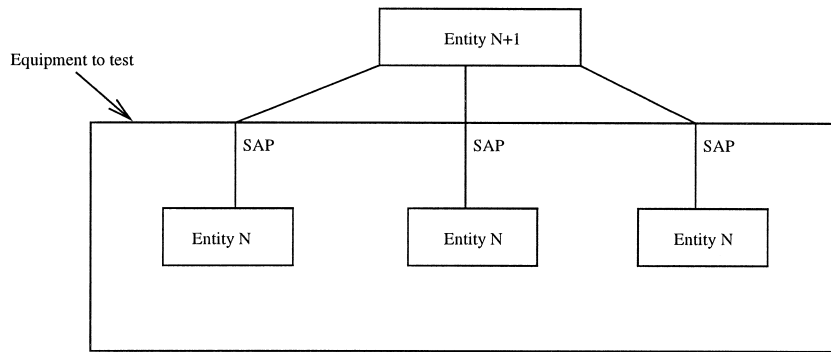 Entity N+1
Equipment to test
SAP
SAP
SAP
Entity N
Entity N
Entity N